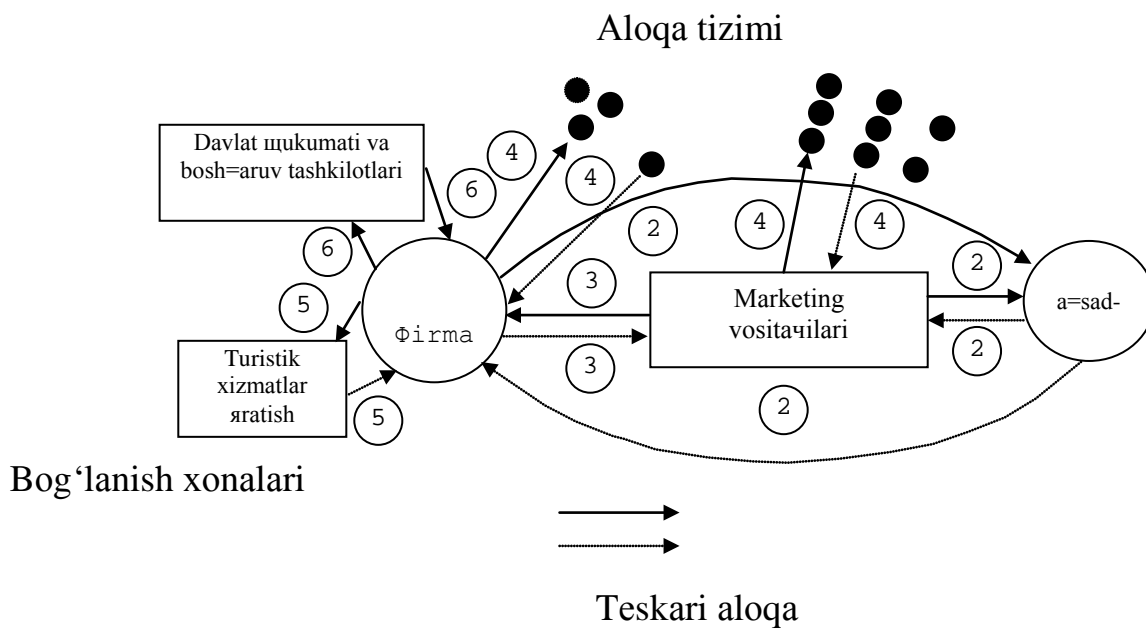 Aloqa tizimi
Davlat щukumati va
bosh=aruv tashkilotlari
4
4
6
2
4
4
6
2
3
5
Marketing
vositaчilari
a=sad-
Фirma
Turistik
xizmatlar
яratish
3
2
2
5
Bog‘lanish xonalari
Teskari aloqa